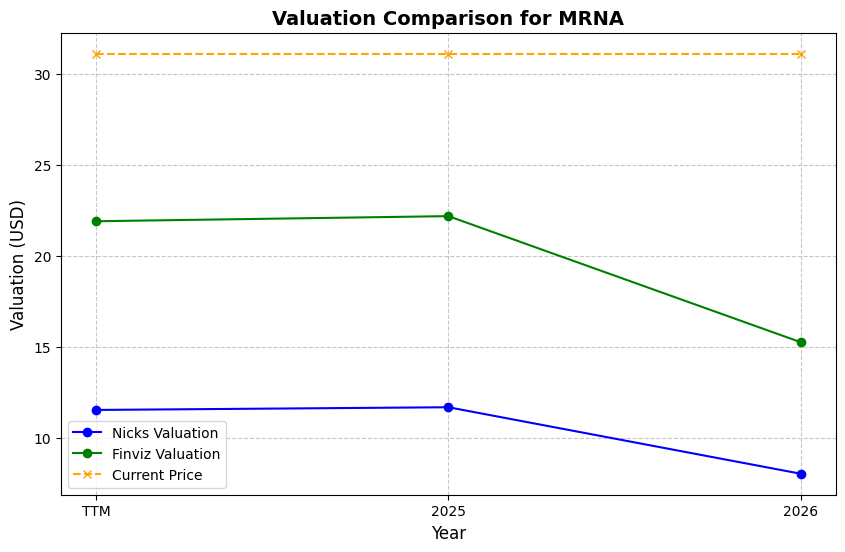 Valuation Comparison for MRNA
Valuation (USD)
30
25
20
15
10
Nicks Valuation
Finviz Valuation
Current Price
TTM
2025
2026
Year